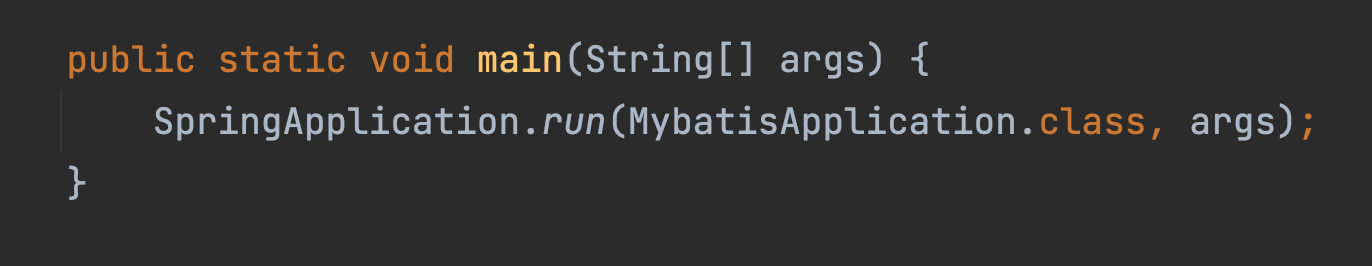 public static void main(String[] args) {
    SpringApplication.run(MybatisApplication.class, args);
}